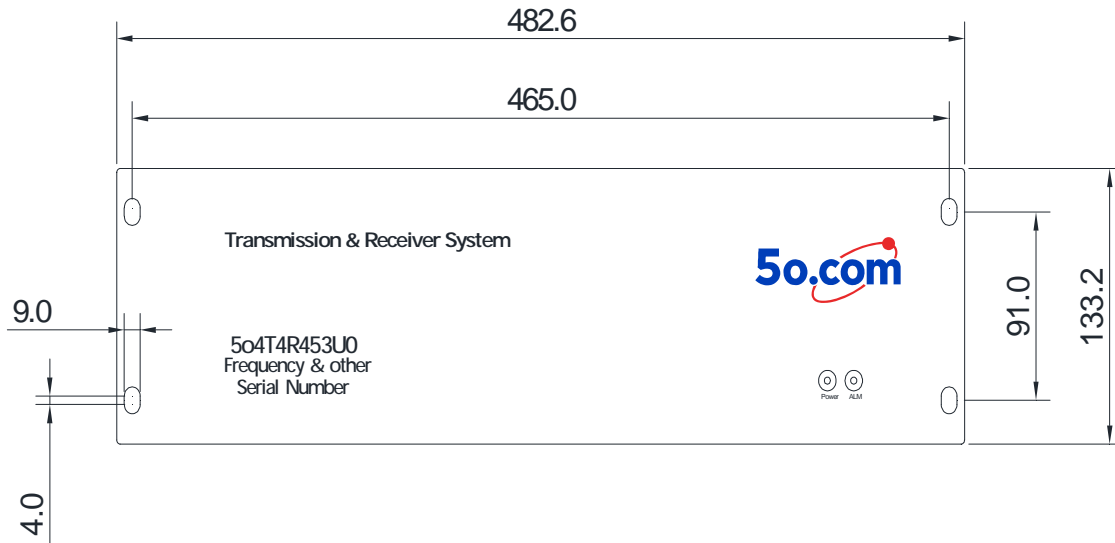 482.6
465.0
Transmission & Receiver System
5o.com
9.0
91.0
133.2
5o4T4R453U0
Frequency & other
Serial Number
Power ALM
4.0